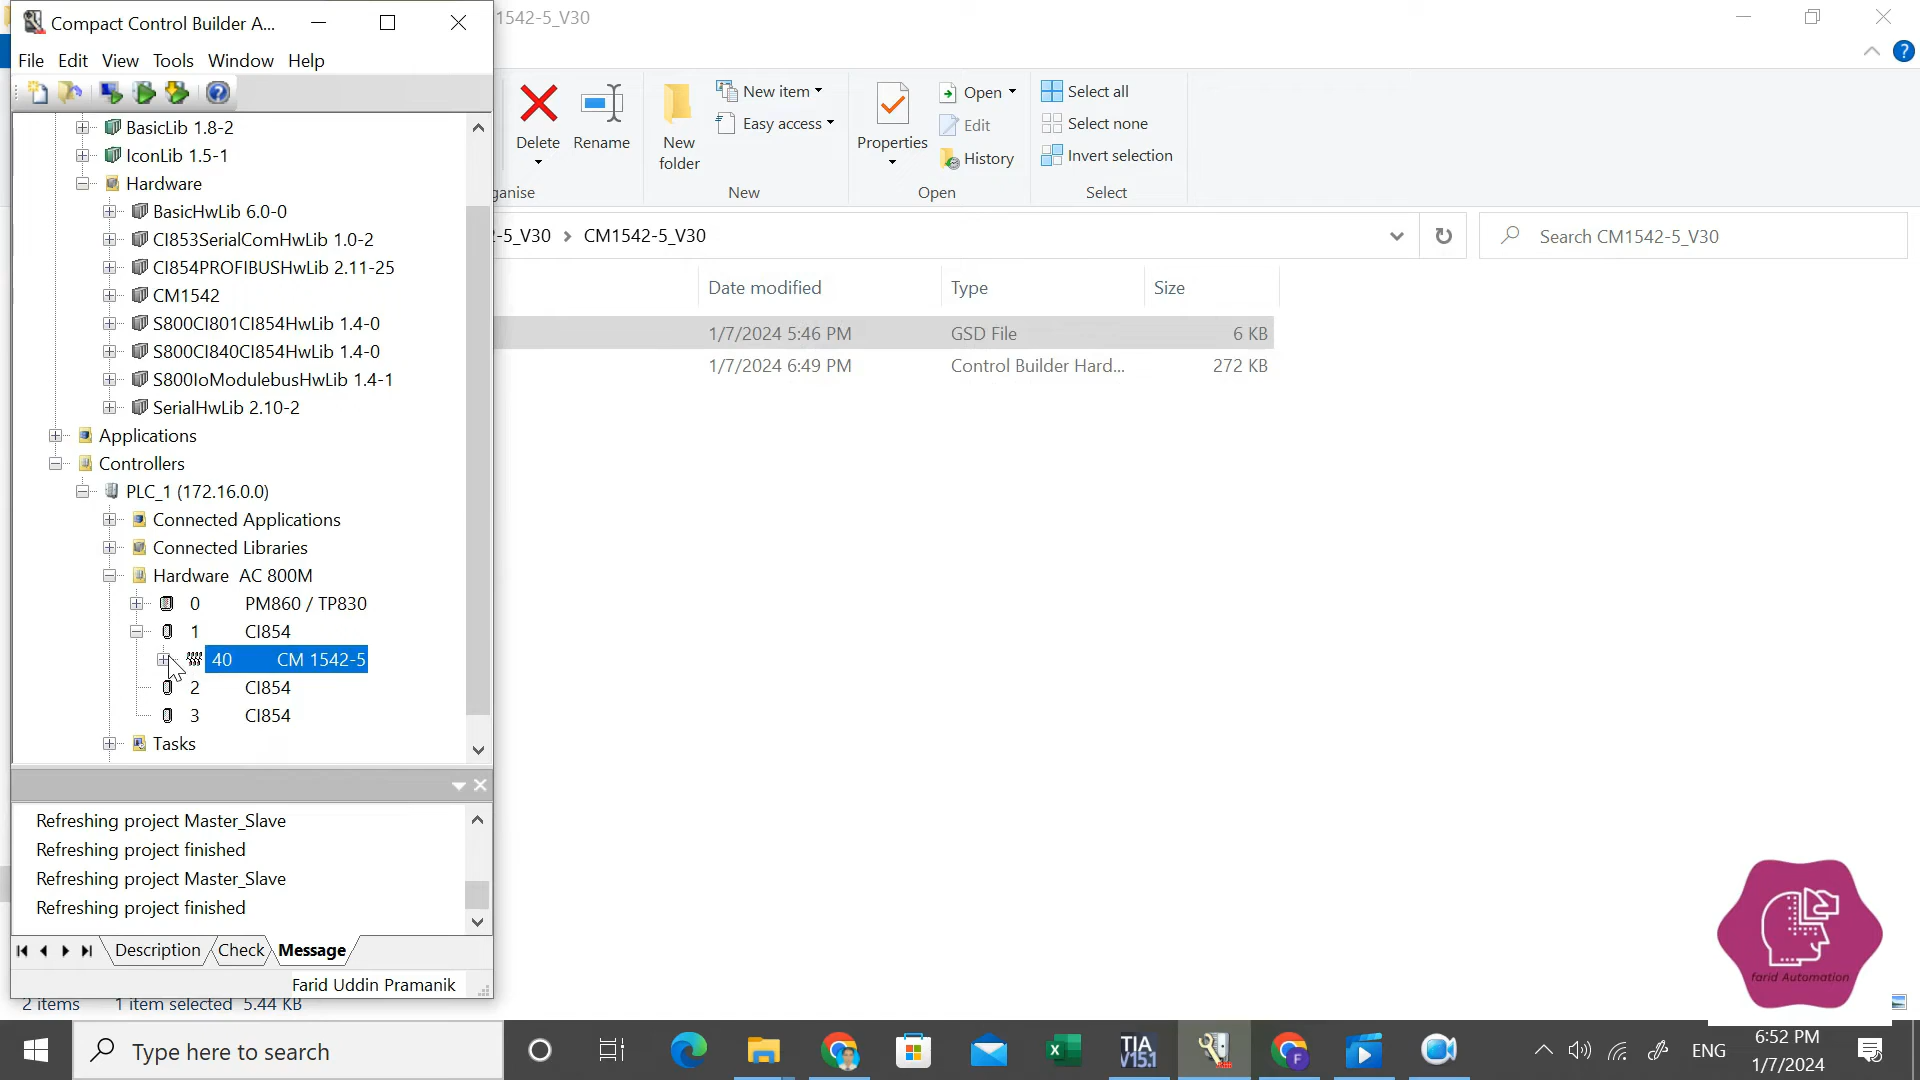 Compact Control Builder A...
1542-5_V30
File Edit View Tools Window Help
BasicLib 1.8-2
IconLib 1.5-1
Hardware
BasicHwLib 6.0-0
CI853SerialComHwLib 1.0-2
CI854PROFIBUSHwLib 2.11-25
CM1542
S800CI801CI854HwLib 1.4-0
S800CI840CI854HwLib 1.4-0
S800IoModulebusHwLib 1.4-1
SerialHwLib 2.10-2
Applications
Controllers
PLC_1 (172.16.0.0)
Connected Applications
Connected Libraries
Hardware AC 800M
0 PM860 / TP830
1 CI854
40 CM 1542-5
2 CI854
3 CI854
Tasks
Refreshing project Master_Slave
Refreshing project finished
Refreshing project Master_Slave
Refreshing project finished
Description Check Message
Farid Uddin Pramanik
2 items 1 item selected 5.44 KB
Delete
Rename
ganise
New folder
New item
Easy access
New
Properties
Open
Edit
History
Open
Select all
Select none
Invert selection
Select
2-5_V30 > CM1542-5_V30
Search CM1542-5_V30
Date modified Type Size
1/7/2024 5:46 PM GSD File 6 KB
1/7/2024 6:49 PM Control Builder Hard... 272 KB
farid Automation
Type here to search
TIA V15.1
F
ENG
6:52 PM
1/7/2024